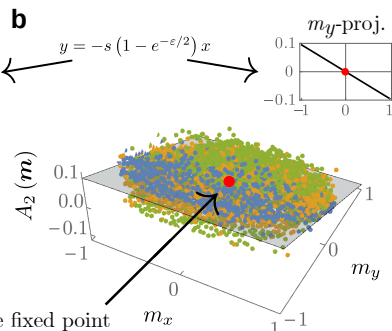 b
y = −s (1 − e^{−ε/2}) x
m_y-proj.
0.1
0
−0.1
−1 0 1
A_2 (m)
0.1
0.0
−0.1
−1
0
1
−1
0
1
m_x
m_y
e fixed point